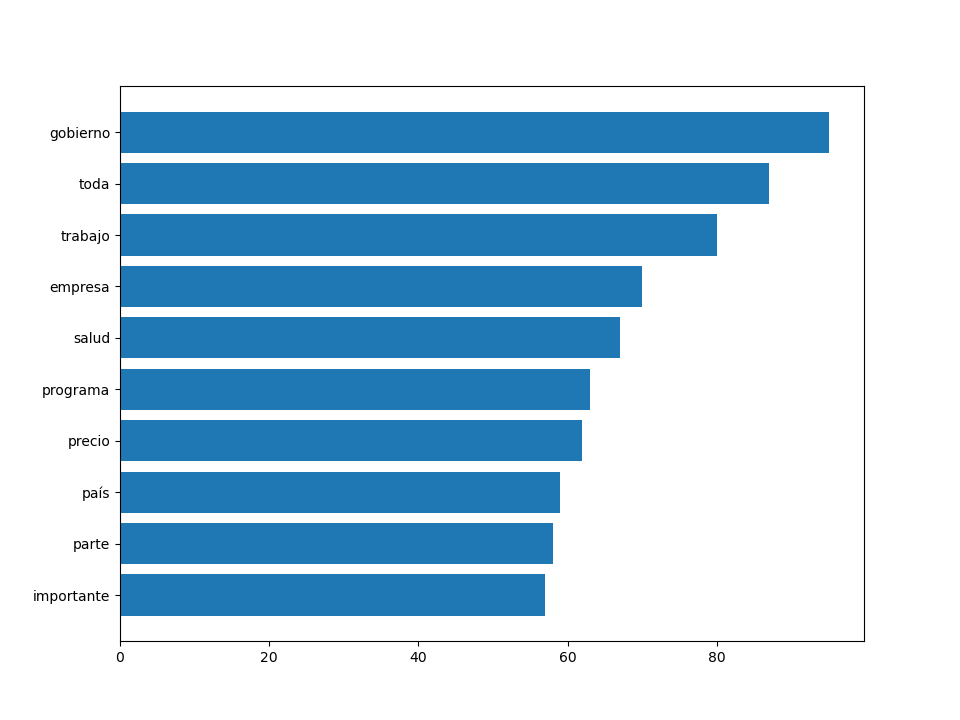 gobierno
toda
trabajo
empresa
salud
programa
precio
país
parte
importante
0 20 40 60 80